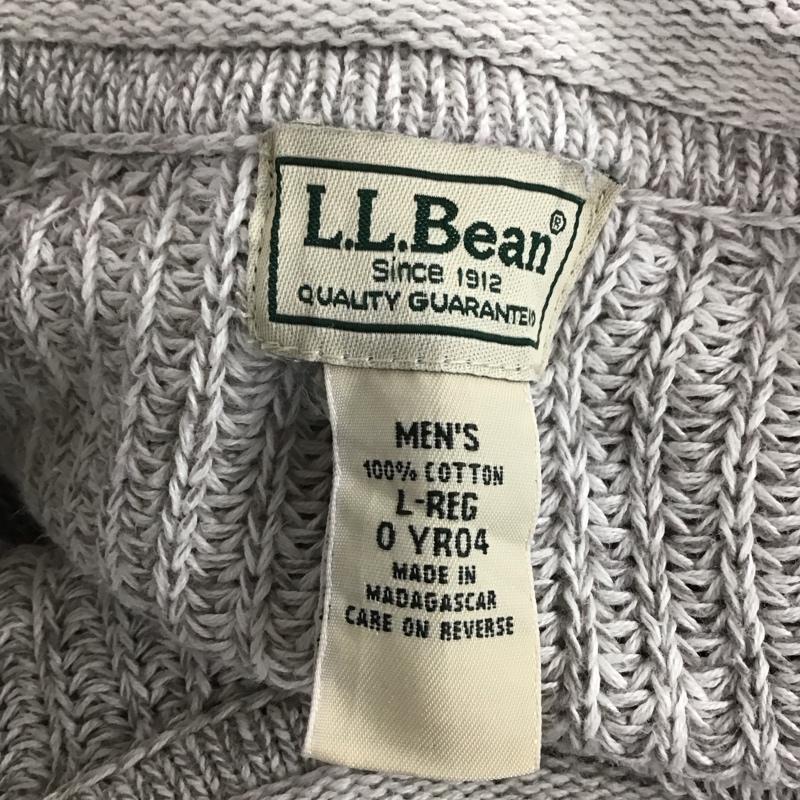 L.L.Bean®
Since 1912
QUALITY GUARANTEED
MEN'S
100% COTTON
L-REG
0 YR04
MADE IN
MADAGASCAR
CARE ON REVERSE